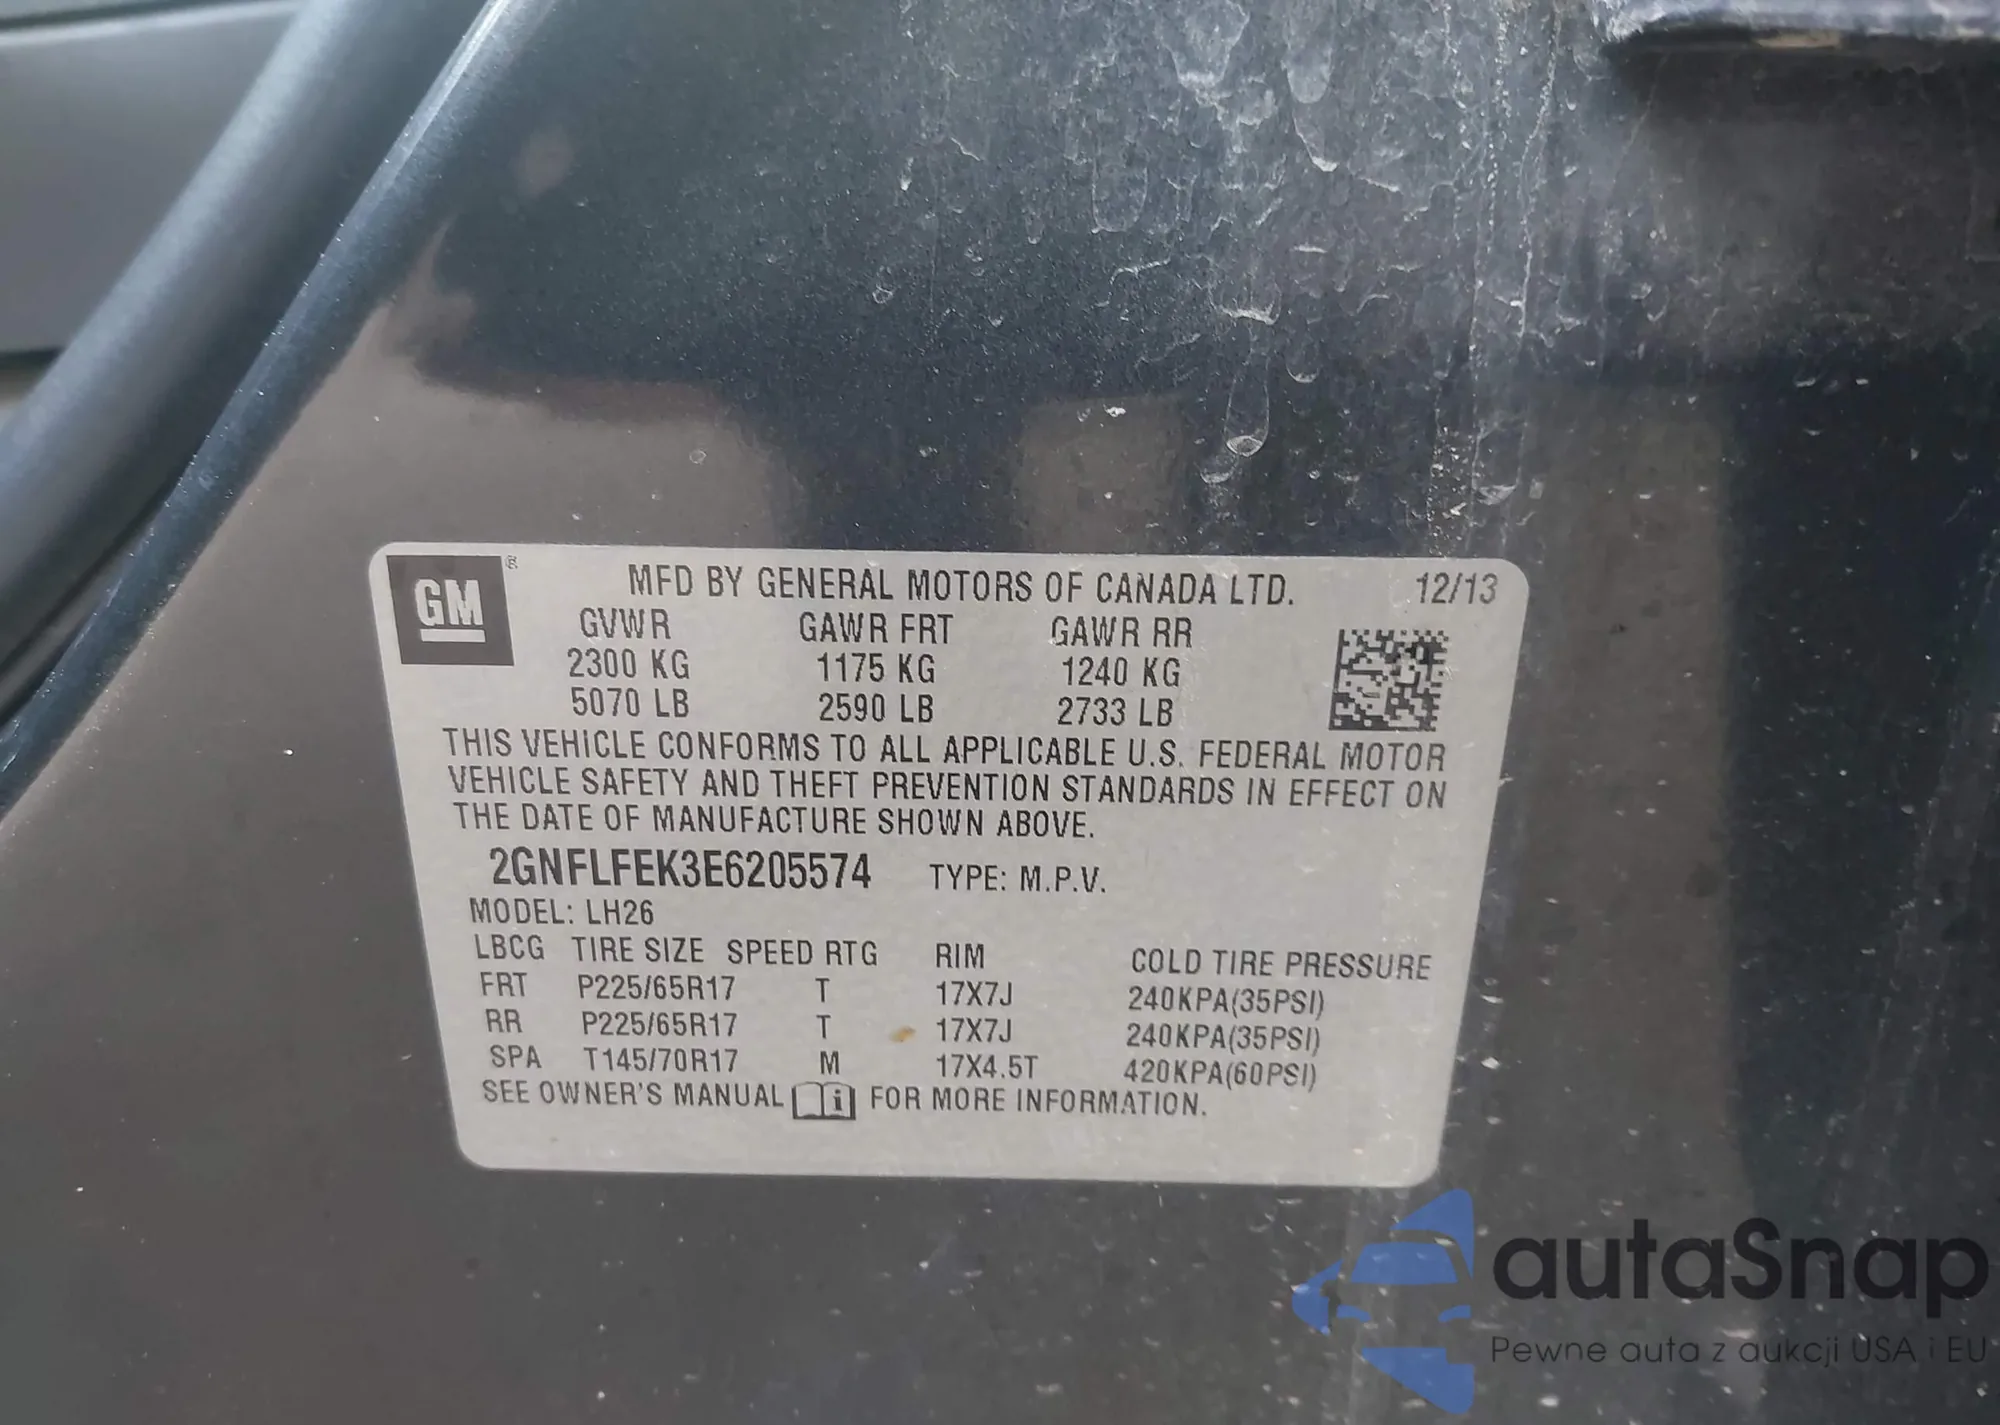 GM ®
MFD BY GENERAL MOTORS OF CANADA LTD. 12/13
GVWR GAWR FRT GAWR RR
2300 KG 1175 KG 1240 KG
5070 LB 2590 LB 2733 LB
THIS VEHICLE CONFORMS TO ALL APPLICABLE U.S. FEDERAL MOTOR
VEHICLE SAFETY AND THEFT PREVENTION STANDARDS IN EFFECT ON
THE DATE OF MANUFACTURE SHOWN ABOVE.
2GNFLFEK3E6205574 TYPE: M.P.V.
MODEL: LH26
LBCG TIRE SIZE SPEED RTG RIM COLD TIRE PRESSURE
FRT P225/65R17 T 17X7J 240KPA(35PSI)
RR P225/65R17 T 17X7J 240KPA(35PSI)
SPA T145/70R17 M 17X4.5T 420KPA(60PSI)
SEE OWNER'S MANUAL i FOR MORE INFORMATION.
autaSnap
Pewne auta z aukcji USA i EU